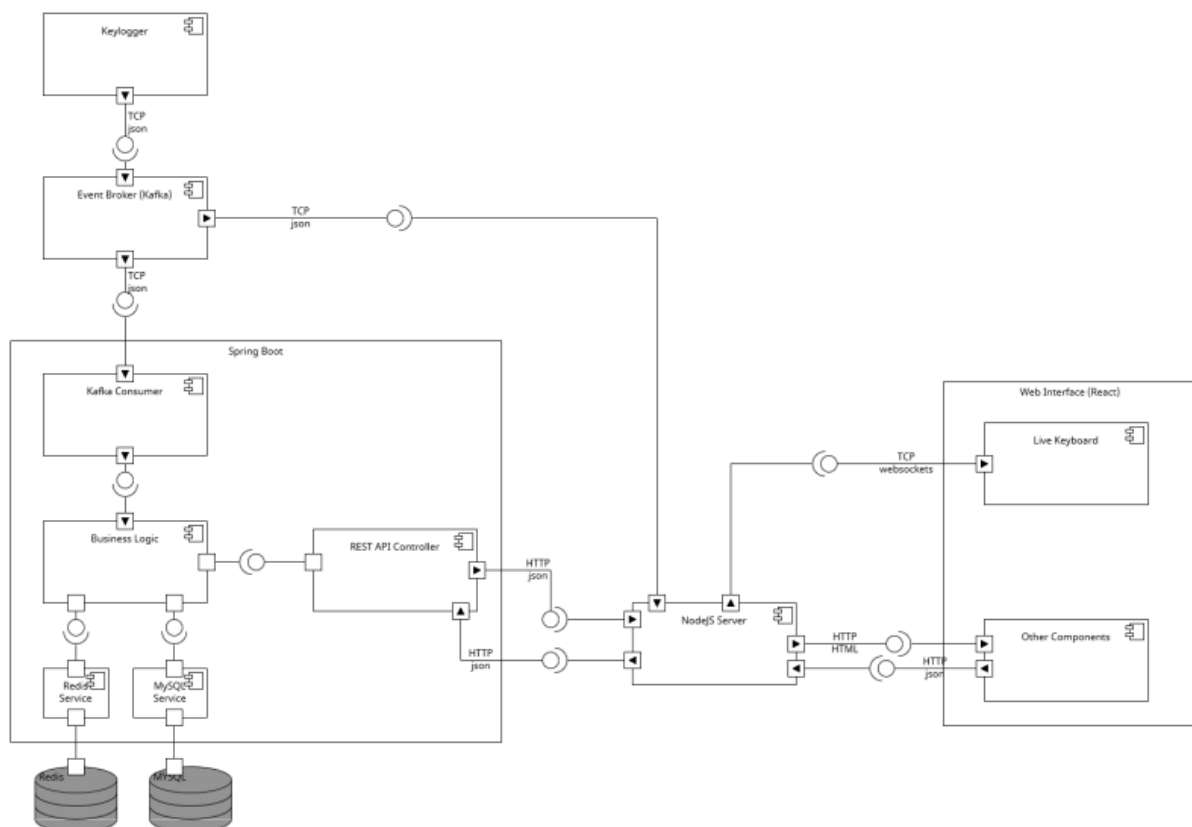 Keylogger
TCP
json
Event Broker (Kafka)
TCP
json
TCP
json
Spring Boot
Kafka Consumer
Web Interface (React)
Live Keyboard
TCP
websockets
Business Logic
REST API Controller
HTTP
json
NodeJS Server
HTTP
HTML
Other Components
HTTP
json
HTTP
json
Redis
Service
MySQL
Service
Redis
MYSQL